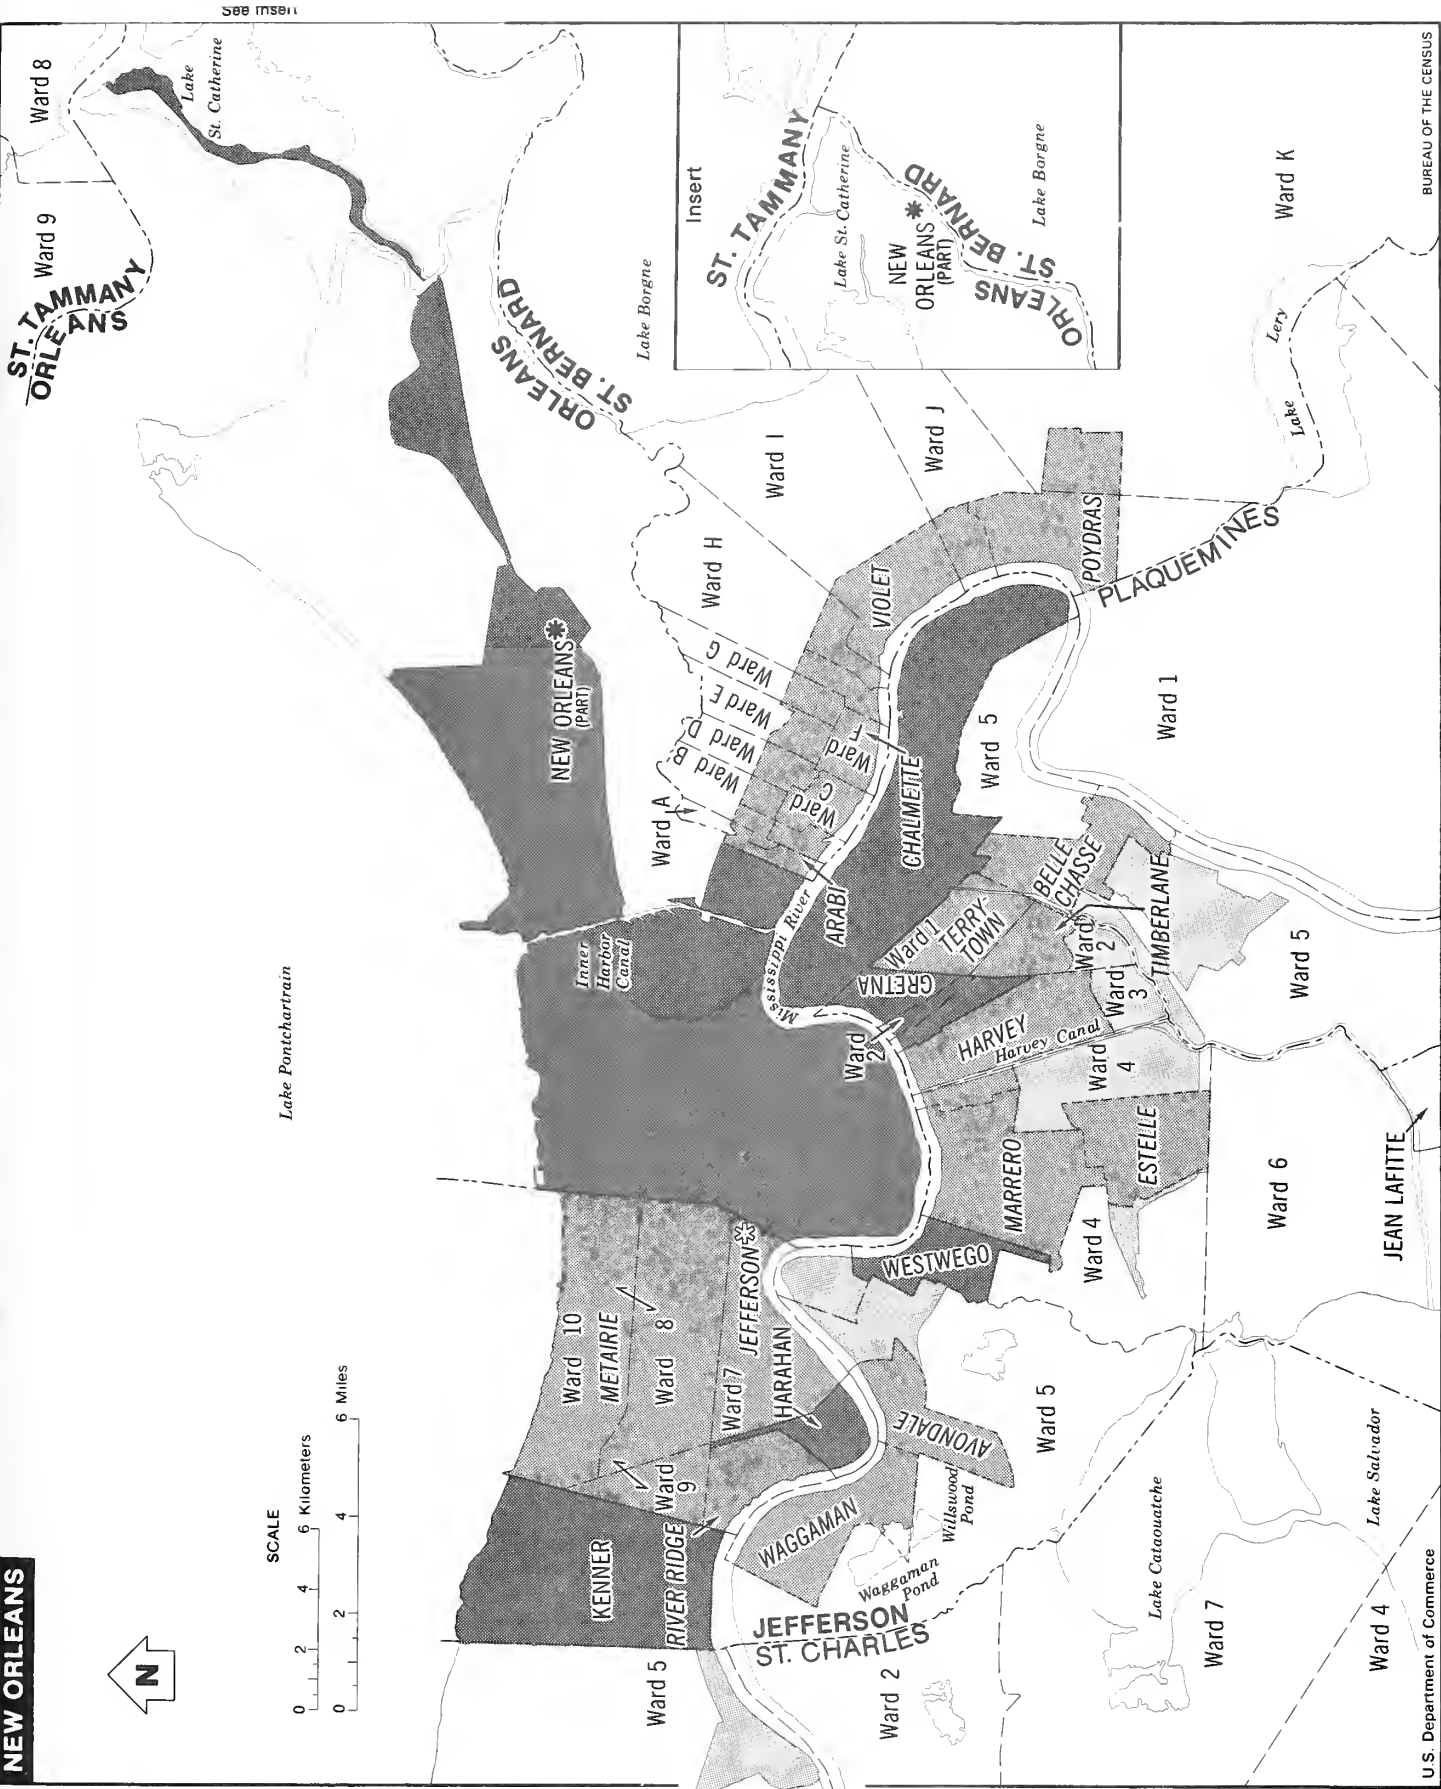 NEW ORLEANS
See Insert
N
SCALE
0 2 4 6 Kilometers
0 2 4 6 Miles
Lake Pontchartrain
ST. TAMMANY
ORLEANS
Ward 9
Ward 8
Lake
St. Catherine
ORLEANS
ST. BERNARD
Lake Borgne
Insert
ST. TAMMANY
Lake St. Catherine
NEW
ORLEANS
(PART)
ORLEANS
ST. BERNARD
Lake Borgne
NEW ORLEANS
(PART)
Inner
Harbor
Canal
Ward A
Ward B
Ward D
Ward E
Ward G
Ward H
Ward I
Ward J
Ward K
Ward
C
Ward
F
VIOLET
POYDRAS
CHALMETTE
ARABI
Mississippi River
PLAQUEMINES
Lake Lery
Ward 5
Ward 1
Ward 1
TERRY-
TOWN
BELLE
CHASSE
TIMBERLANE
GRETNA
Ward
2
Ward
2
Ward
3
HARVEY
Harvey Canal
Ward
4
Ward 5
MARRERO
ESTELLE
WESTWEGO
Ward 4
Ward 6
JEAN LAFITTE
Ward 10
METAIRIE
Ward 8
Ward 7
JEFFERSON
HARAHAN
Ward
9
KENNER
RIVER RIDGE
WAGGAMAN
AVONDALE
Willswood
Pond
Waggaman
Pond
Ward 5
JEFFERSON
ST. CHARLES
Ward 5
Ward 2
Lake Cataouatche
Lake Salvador
Ward 7
Ward 4
U.S. Department of Commerce
BUREAU OF THE CENSUS